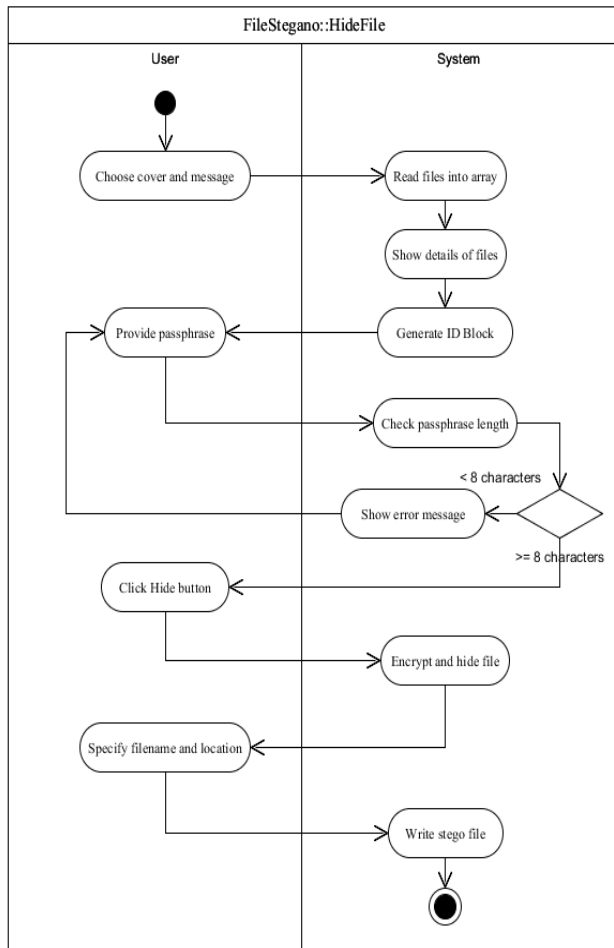 FileStegano::HideFile
User
System
Choose cover and message
Read files into array
Show details of files
Provide passphrase
Generate ID Block
Check passphrase length
< 8 characters
Show error message
>= 8 characters
Click Hide button
Encrypt and hide file
Specify filename and location
Write stego file